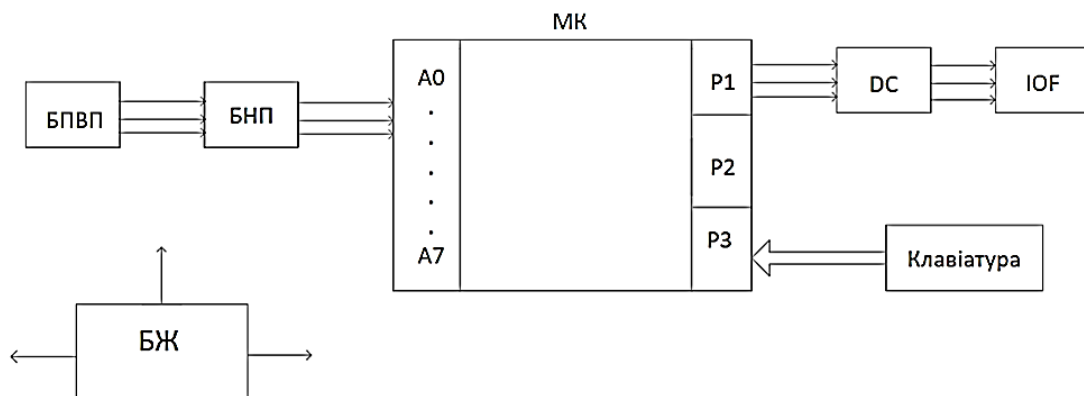 МК
БПВП
БНП
A0
.
.
.
.
.
.
A7
P1
P2
P3
DC
IOF
Клавіатура
БЖ